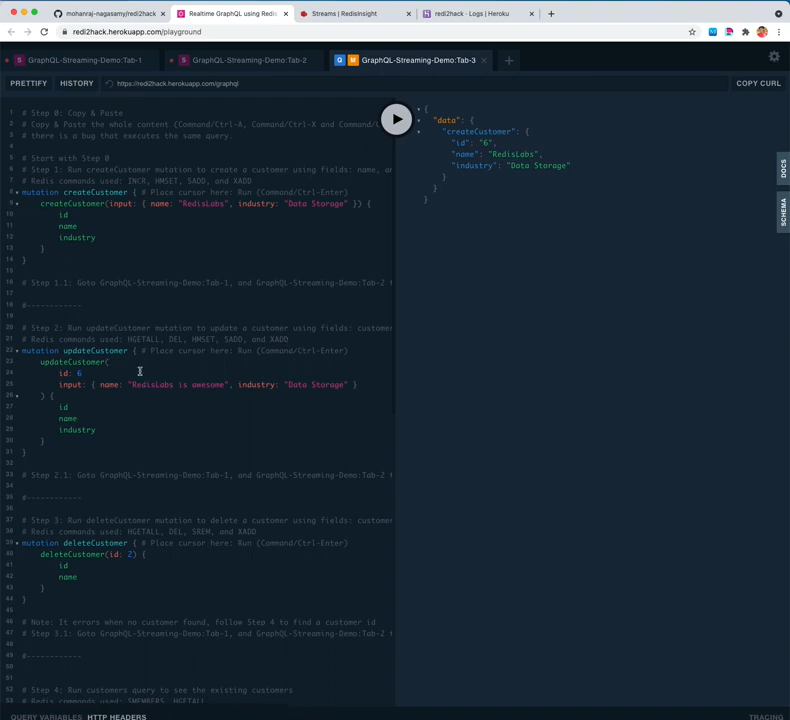 mohanraj-nagasamy/redi2hack
Realtime GraphQL using Redis
Streams | RedisInsight
redi2hack · Logs | Heroku
redi2hack.herokuapp.com/playground
S GraphQL-Streaming-Demo:Tab-1
S GraphQL-Streaming-Demo:Tab-2
Q M GraphQL-Streaming-Demo:Tab-3
PRETTIFY HISTORY https://redi2hack.herokuapp.com/graphql COPY CURL
1 # Step 0: Copy & Paste
2 # Copy & Paste the whole content (Command/Ctrl-A, Command/Ctrl-X and Command/
3 # there is a bug that executes the same query.
4
5 # Start with Step 0
6 # Step 1: Run createCustomer mutation to create a customer using fields: name, an
7 # Redis commands used: INCR, HMSET, SADD, and XADD
8 mutation createCustomer { # Place cursor here: Run (Command/Ctrl-Enter)
9 createCustomer(input: { name: "RedisLabs", industry: "Data Storage" }) {
10 id
11 name
12 industry
13 }
14 }
15
16 # Step 1.1: Goto GraphQL-Streaming-Demo:Tab-1, and GraphQL-Streaming-Demo:Tab-2 t
17
18 #------------
19
20 # Step 2: Run updateCustomer mutation to update a customer using fields: customer
21 # Redis commands used: HGETALL, DEL, HMSET, SADD, and XADD
22 mutation updateCustomer { # Place cursor here: Run (Command/Ctrl-Enter)
23 updateCustomer(
24 id: 6
25 input: { name: "RedisLabs is awesome", industry: "Data Storage" }
26 ) {
27 id
28 name
29 industry
30 }
31 }
32
33 # Step 2.1: Goto GraphQL-Streaming-Demo:Tab-1, and GraphQL-Streaming-Demo:Tab-2 t
34
35 #------------
36
37 # Step 3: Run deleteCustomer mutation to delete a customer using fields: customer
38 # Redis commands used: HGETALL, DEL, SREM, and XADD
39 mutation deleteCustomer { # Place cursor here: Run (Command/Ctrl-Enter)
40 deleteCustomer(id: 2) {
41 id
42 name
43 }
44 }
45
46 # Note: It errors when no customer found, follow Step 4 to find a customer id
47 # Step 3.1: Goto GraphQL-Streaming-Demo:Tab-1, and GraphQL-Streaming-Demo:Tab-2 t
48
49 #------------
50
51
52 # Step 4: Run customers query to see the existing customers
53 # Redis commands used: SMEMBERS, HGETALL
{
"data": {
"createCustomer": {
"id": "6",
"name": "RedisLabs",
"industry": "Data Storage"
}
}
}
DOCS
SCHEMA
QUERY VARIABLES HTTP HEADERS TRACING